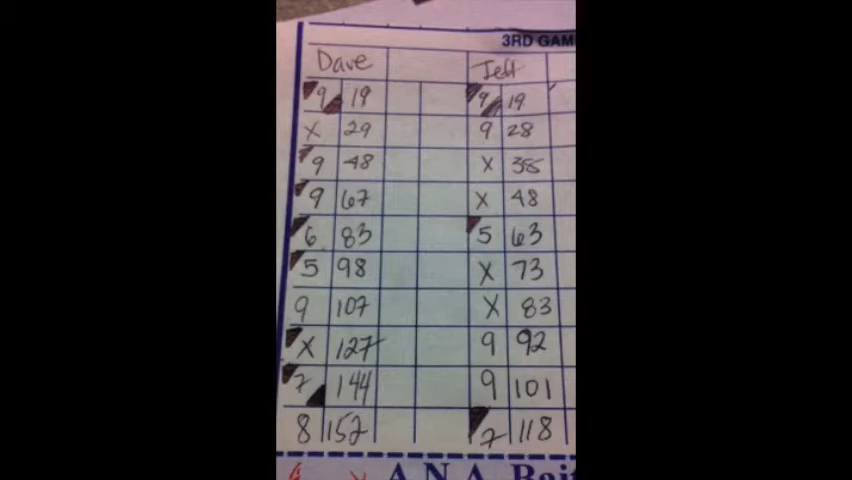 3RD GAM
Dave Jeff
9 19 9 19
X 29 9 28
9 48 X 38
9 67 X 48
6 83 5 63
5 98 X 73
9 107 X 83
X 127 9 92
7 144 9 101
8 152 7 118
A.N.A. Bait